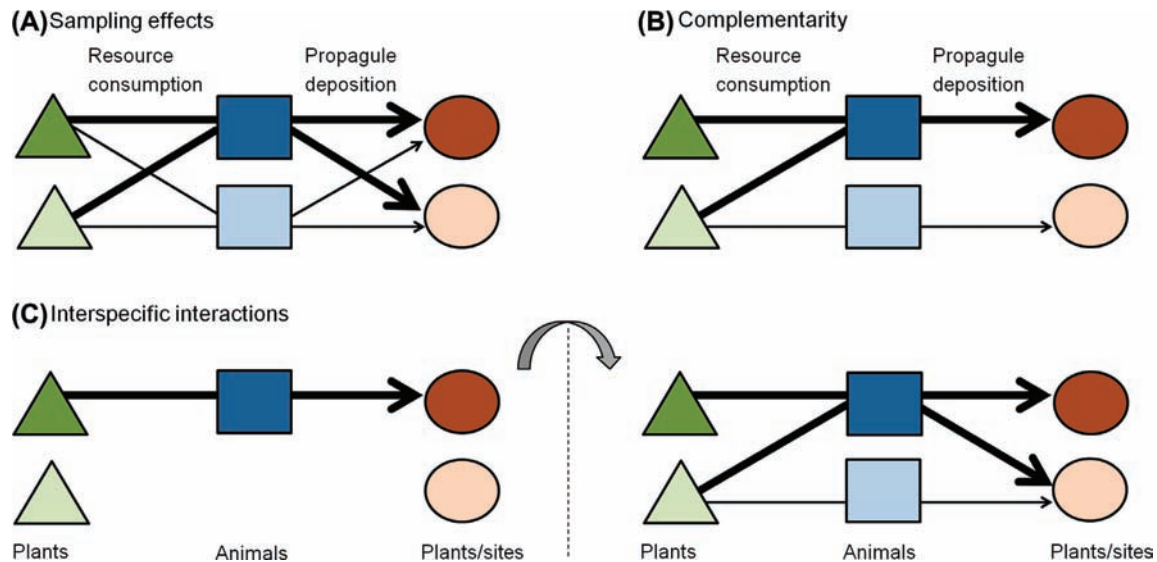 (A) Sampling effects
Resource
consumption
Propagule
deposition
(B) Complementarity
Resource
consumption
Propagule
deposition
(C) Interspecific interactions
Plants
Animals
Plants/sites
Plants
Animals
Plants/sites